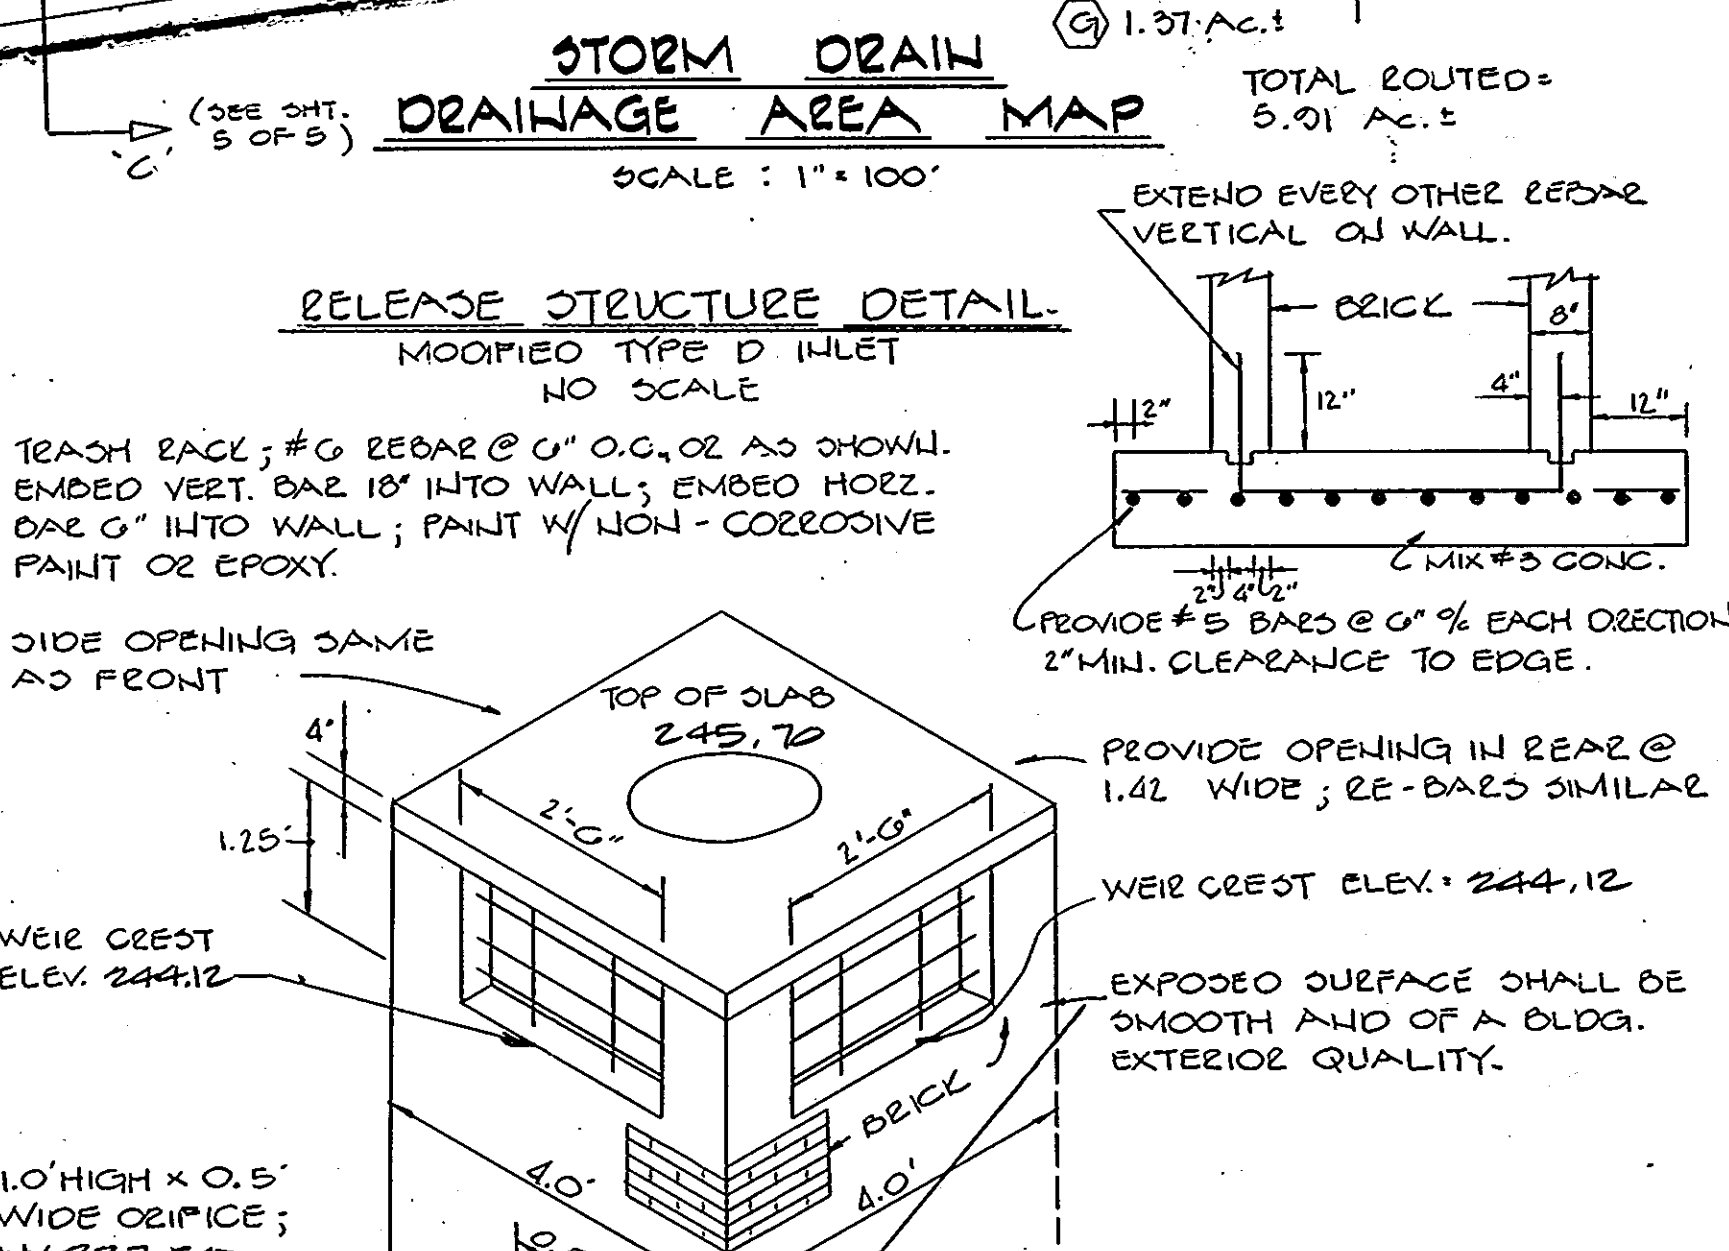 G 1.37 Ac.±
STORM DRAIN
DRAINAGE AREA MAP
SCALE : 1" = 100'
(SEE SHT.
5 OF 5)
'C'
TOTAL ROUTED =
5.91 Ac.±
EXTEND EVERY OTHER REBAR
VERTICAL ON WALL.
RELEASE STRUCTURE DETAIL.
MODIFIED TYPE D INLET
NO SCALE
BRICK
8"
12"
4"
2"
12"
TRASH RACK; #6 REBAR @ 6" O.C., OR AS SHOWN.
EMBED VERT. BAR 18" INTO WALL; EMBED HORZ.
BAR 6" INTO WALL; PAINT W/ NON-CORROSIVE
PAINT OR EPOXY.
MIX #3 CONC.
2" 4" 2"
PROVIDE #5 BARS @ 6" % EACH DIRECTION
2" MIN. CLEARANCE TO EDGE.
SIDE OPENING SAME
AS FRONT
TOP OF SLAB
245.70
4"
1.25'
2'-6"
2'-6"
PROVIDE OPENING IN REAR @
1.42 WIDE; RE-BARS SIMILAR
WEIR CREST ELEV. = 244.12
WEIR CREST
ELEV. 244.12
EXPOSED SURFACE SHALL BE
SMOOTH AND OF A BLDG.
EXTERIOR QUALITY.
BRICK
4.0'
4.0'
1.0' HIGH x 0.5'
WIDE ORIFICE;